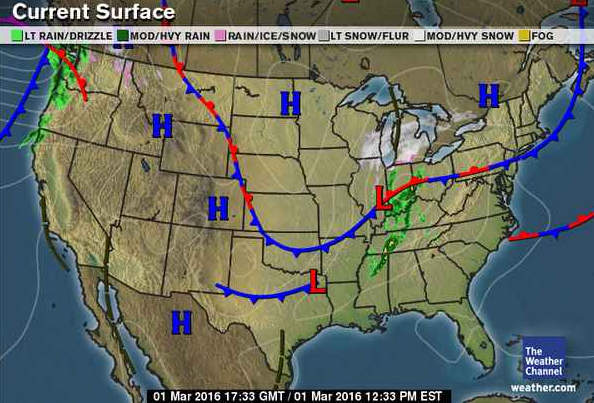 Current Surface
LT RAIN/DRIZZLE MOD/HVY RAIN RAIN/ICE/SNOW LT SNOW/FLUR MOD/HVY SNOW FOG
H
H
H
L
H
L
H
The
Weather
Channel
weather.com
01 Mar 2016 17:33 GMT / 01 Mar 2016 12:33 PM EST